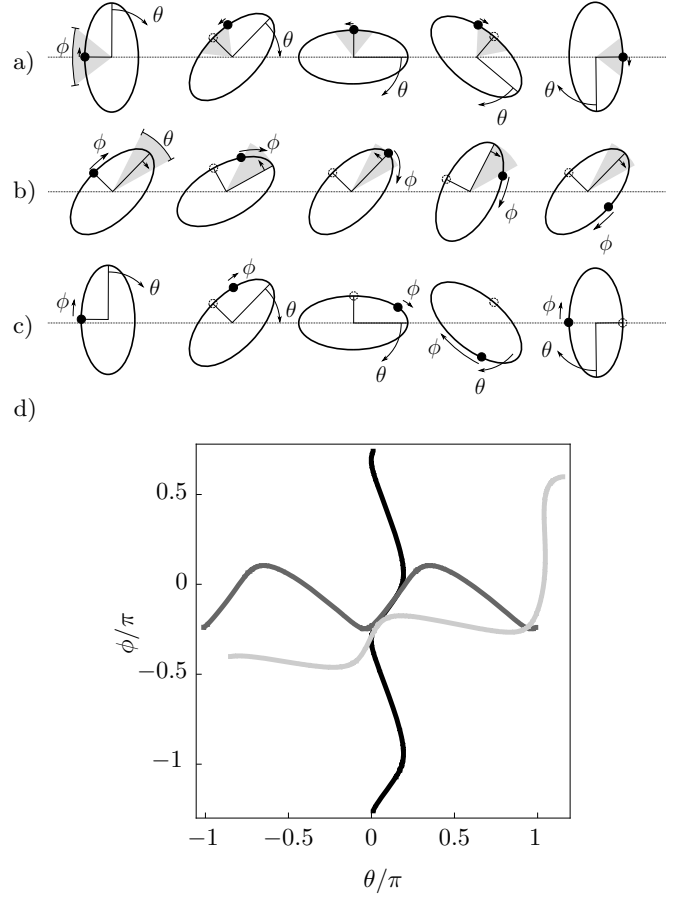 a) ϕ θ θ θ θ θ
b) ϕ θ ϕ ϕ ϕ ϕ
c) ϕ θ ϕ θ ϕ θ ϕ θ ϕ θ
d)
0.5
0
−0.5
−1
ϕ/π
−1 −0.5 0 0.5 1
θ/π